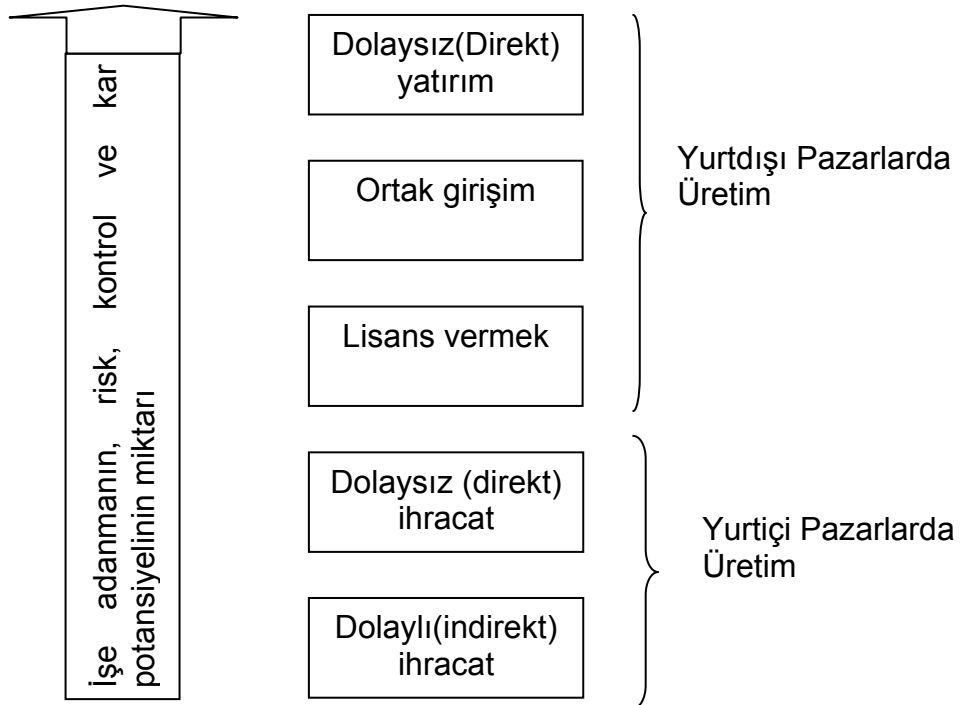 İşe adanmanın, risk, kontrol ve kar
potansiyelinin miktarı
Dolaysız(Direkt)
yatırım
Ortak girişim
Lisans vermek
Dolaysız (direkt)
ihracat
Dolaylı(indirekt)
ihracat
Yurtdışı Pazarlarda
Üretim
Yurtiçi Pazarlarda
Üretim